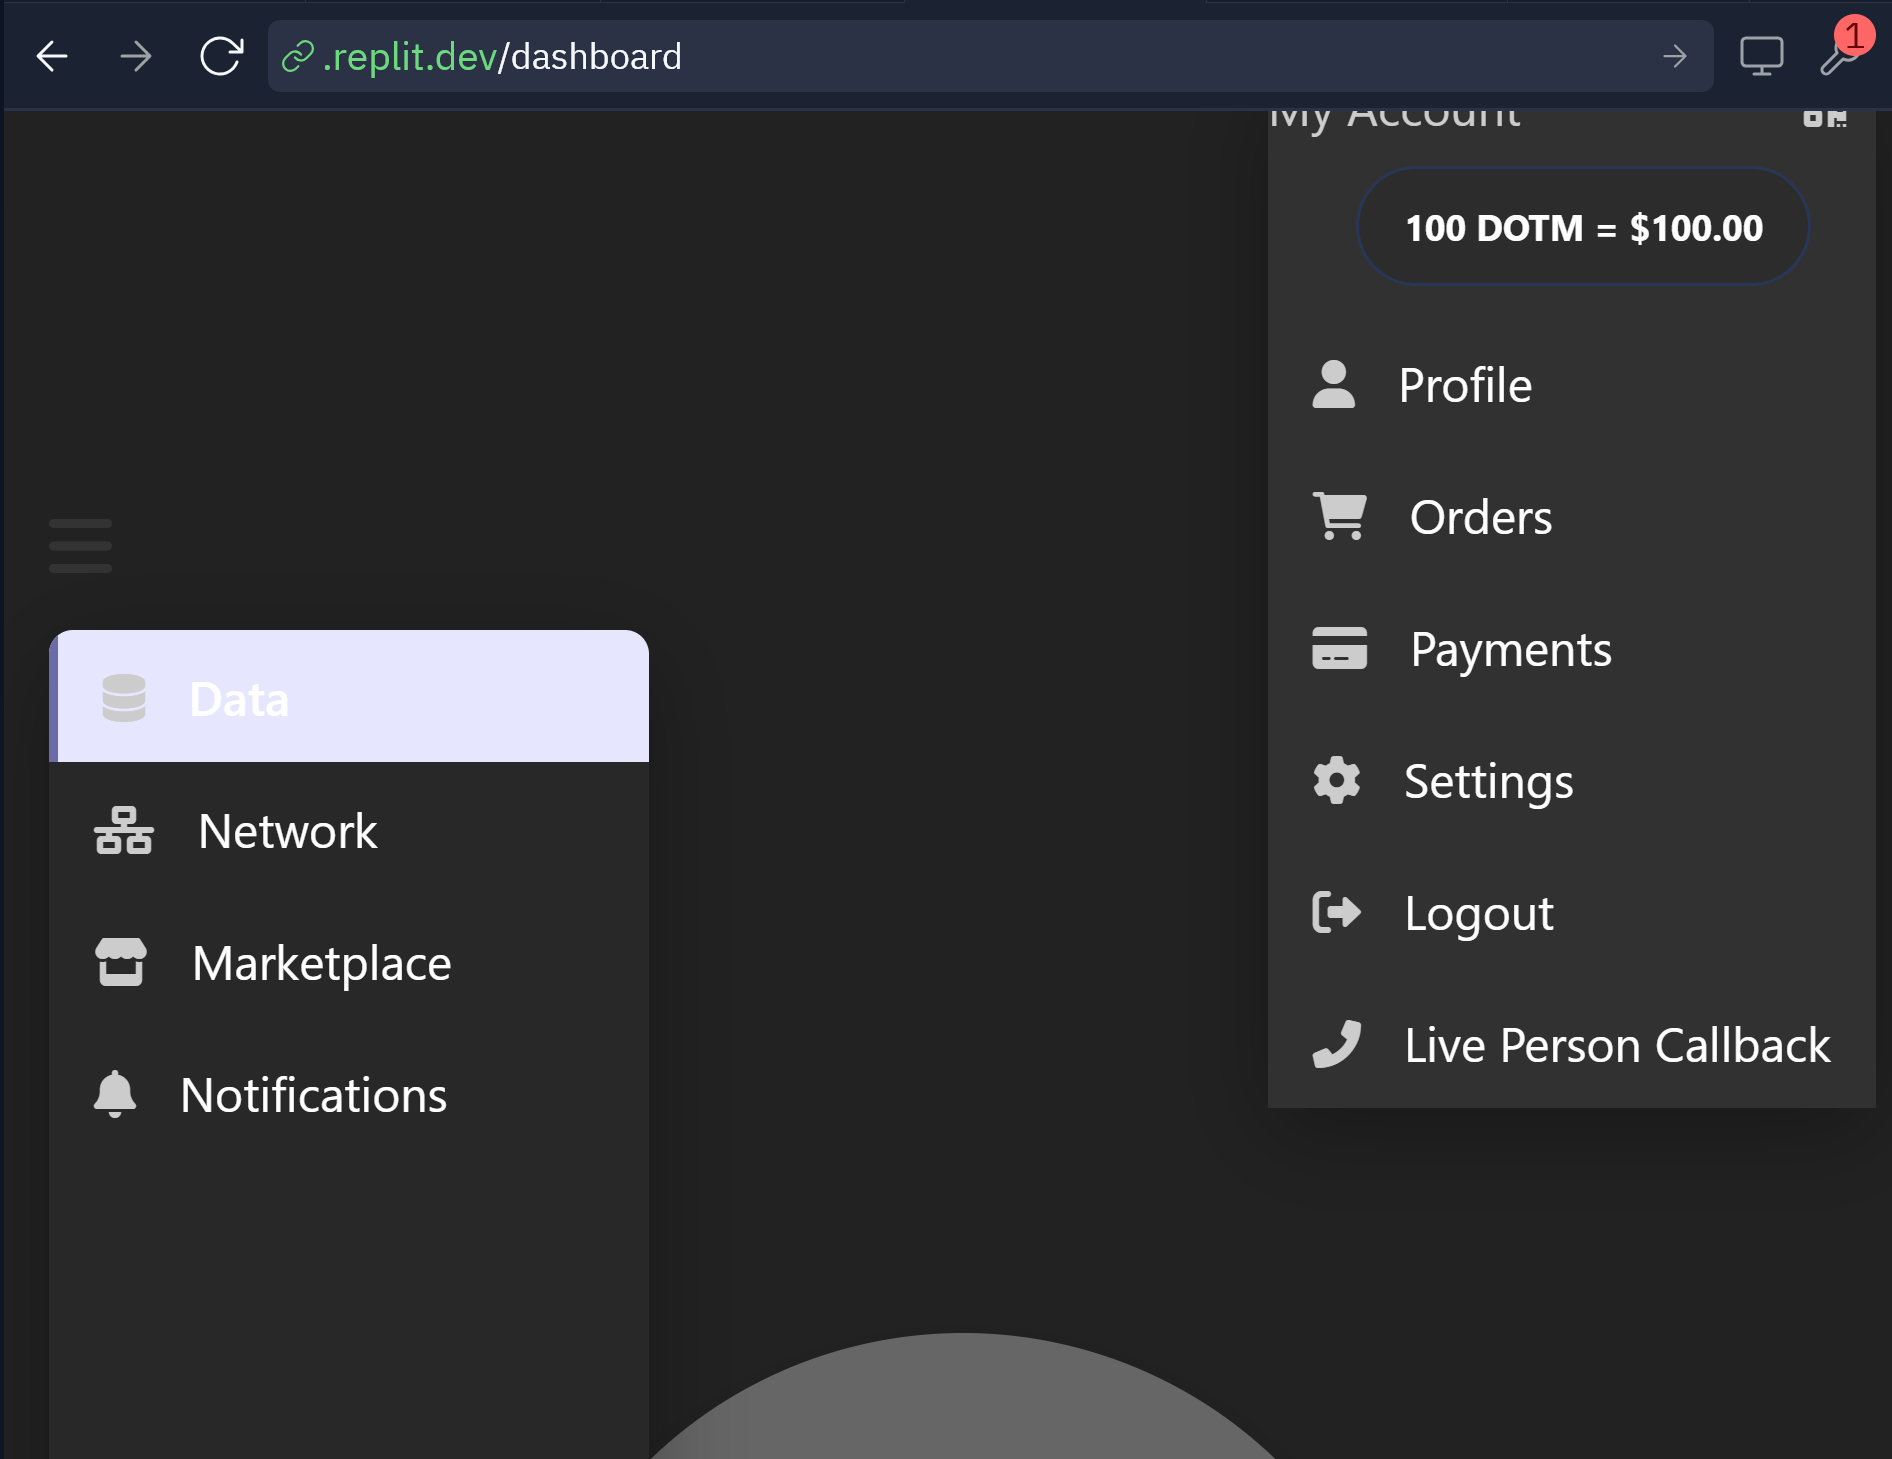 .replit.dev/dashboard
1
My Account
100 DOTM = $100.00
Profile
Orders
Payments
Settings
Logout
Live Person Callback
Data
Network
Marketplace
Notifications